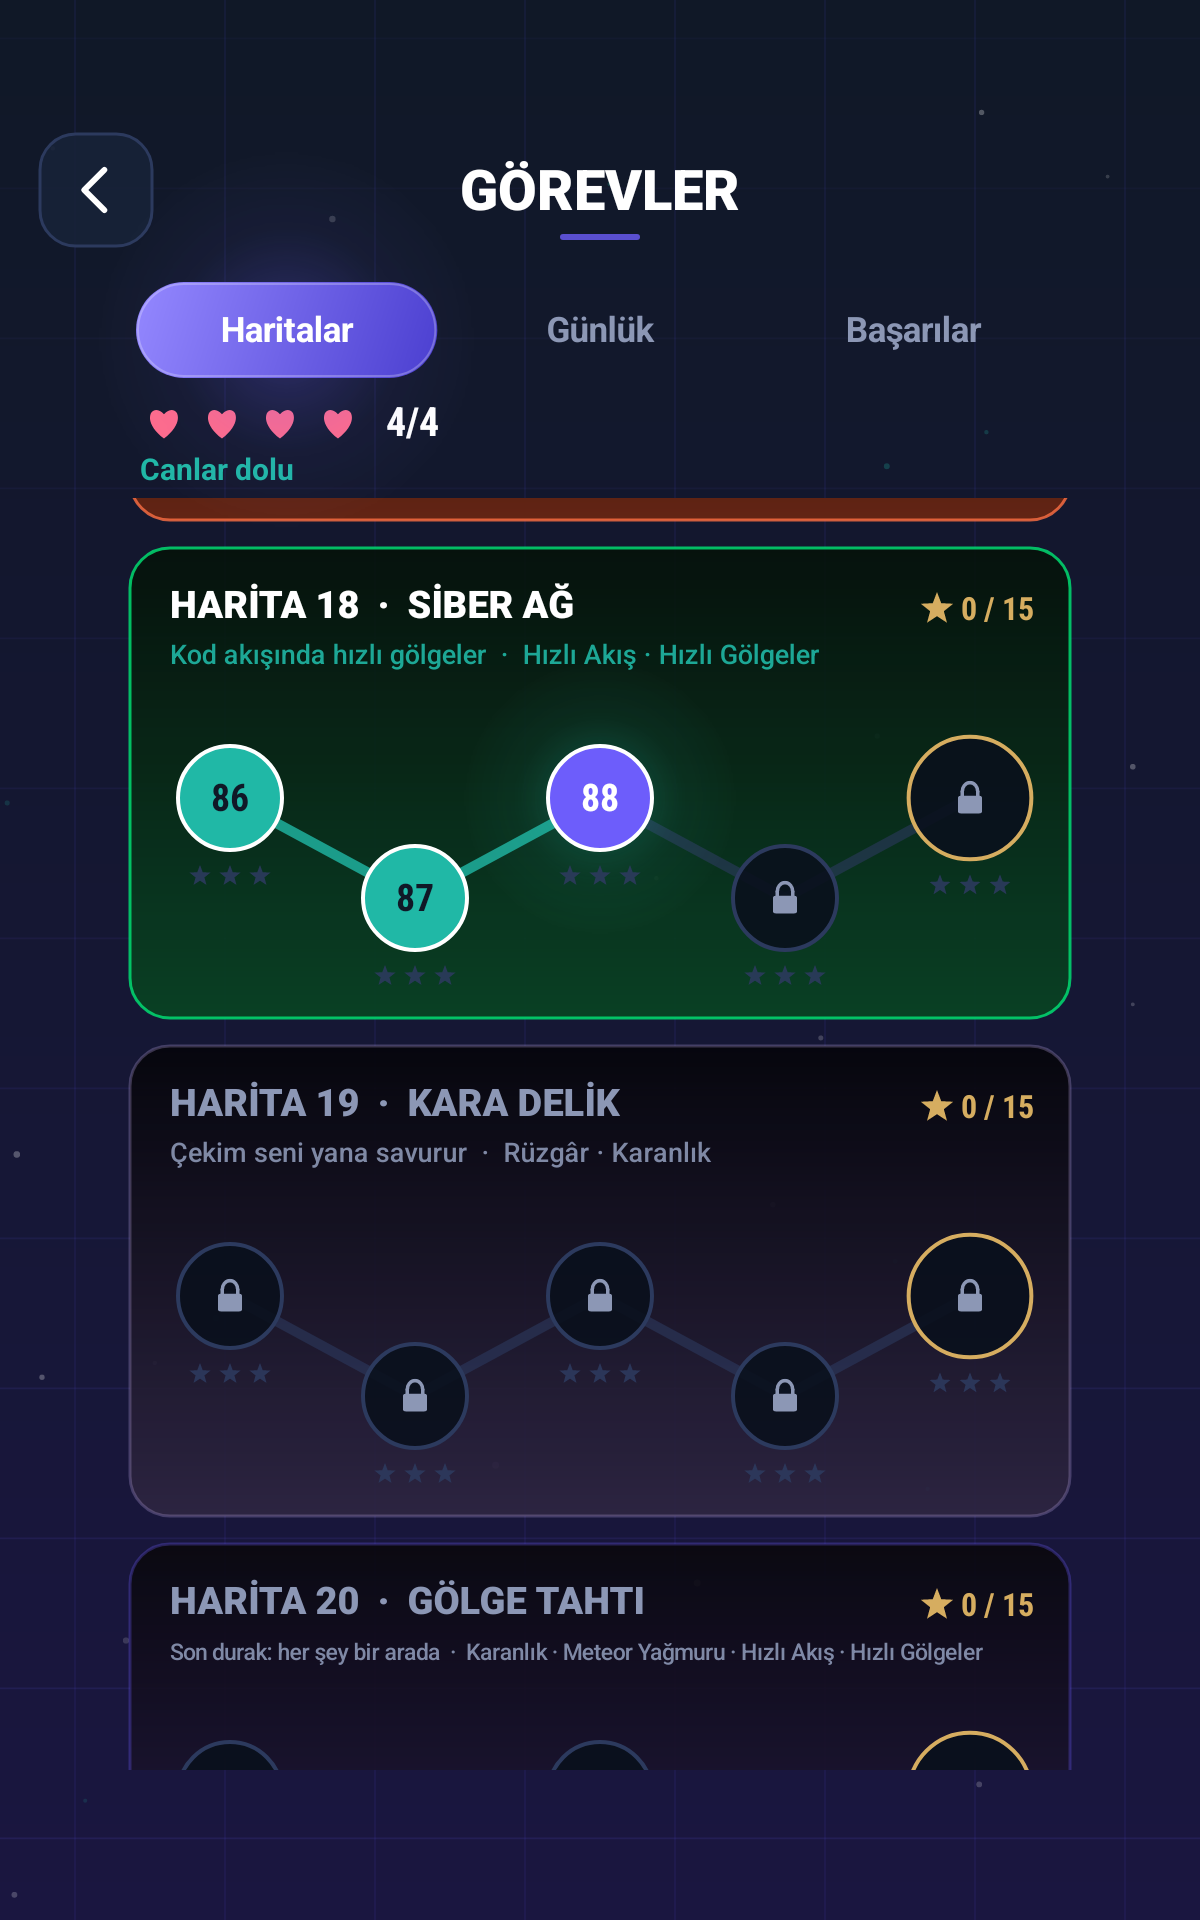 GÖREVLER
Haritalar
Günlük
Başarılar
4/4
Canlar dolu
HARİTA 18 · SİBER AĞ
0 / 15
Kod akışında hızlı gölgeler · Hızlı Akış · Hızlı Gölgeler
86
88
87
HARİTA 19 · KARA DELİK
0 / 15
Çekim seni yana savurur · Rüzgâr · Karanlık
HARİTA 20 · GÖLGE TAHTI
0 / 15
Son durak: her şey bir arada · Karanlık · Meteor Yağmuru · Hızlı Akış · Hızlı Gölgeler